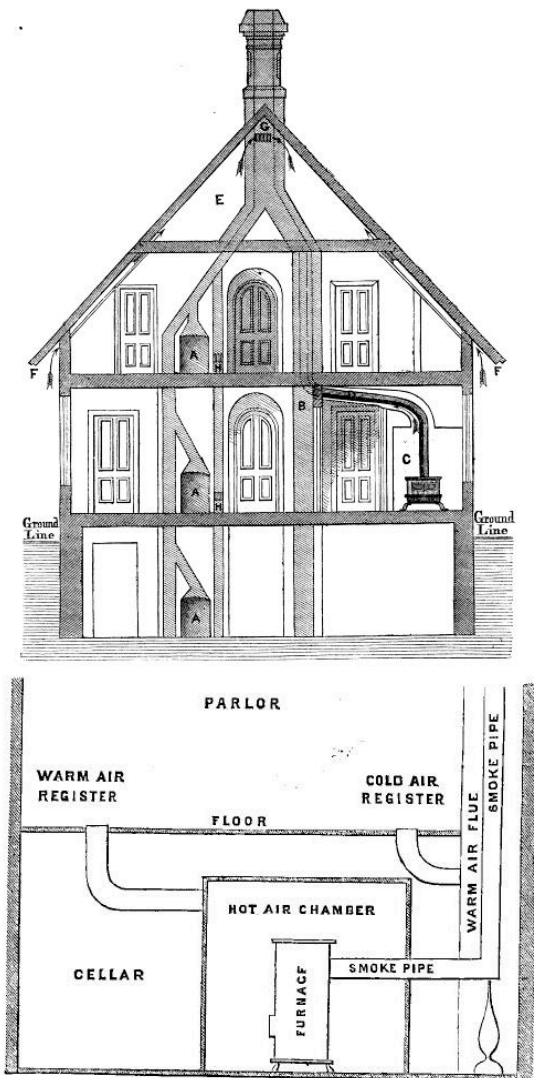 G
E
F
F
A
H
B
C
A
H
Ground
Line
Ground
Line
A
PARLOR
SMOKE PIPE
WARM AIR
REGISTER
COLD AIR
REGISTER
FLOOR
WARM AIR FLUE
HOT AIR CHAMBER
CELLAR
FURNACE
SMOKE PIPE